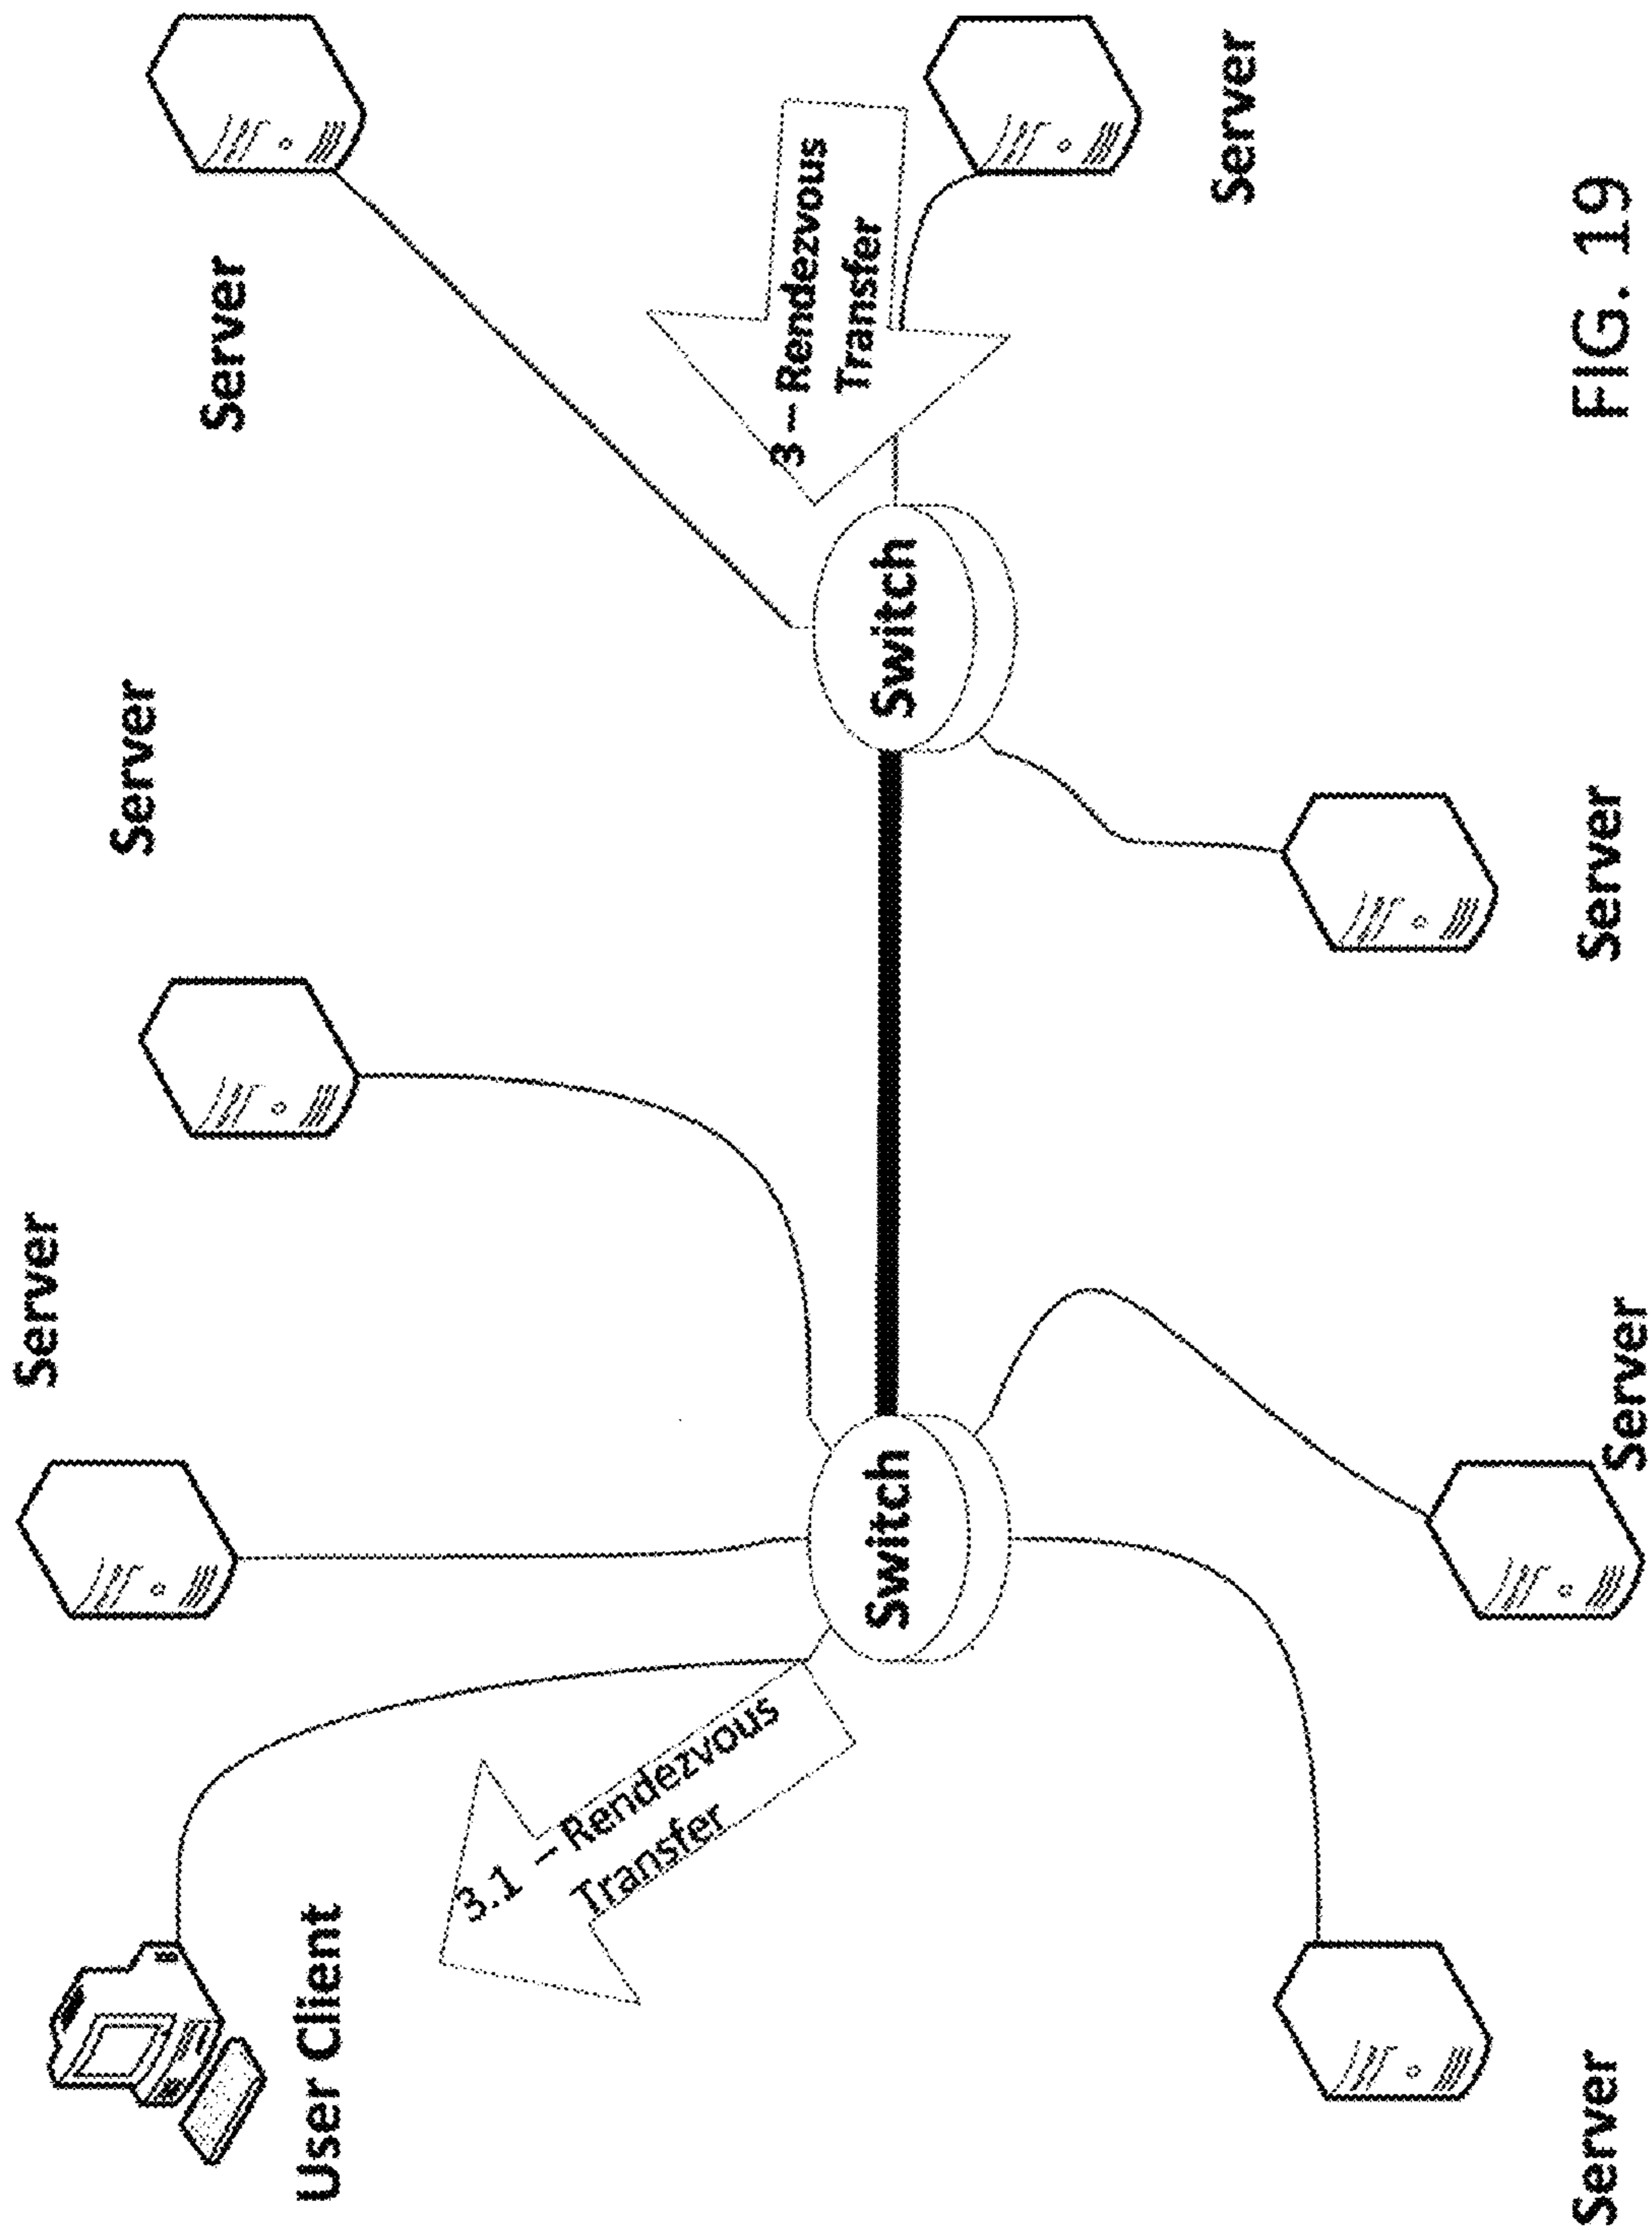 Server
Server
Server
User Client
3.1 – Rendezvous
Transfer
3 – Rendezvous
Transfer
Switch
Switch
Server
Server
Server
Server
FIG. 19